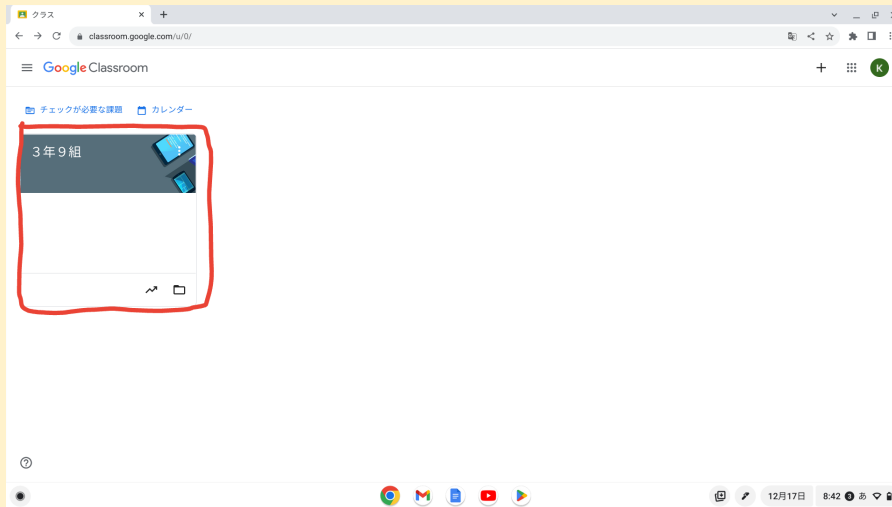 クラス
classroom.google.com/u/0/
Google Classroom
K
チェックが必要な課題 カレンダー
３年９組
12月17日 8:42 3 あ